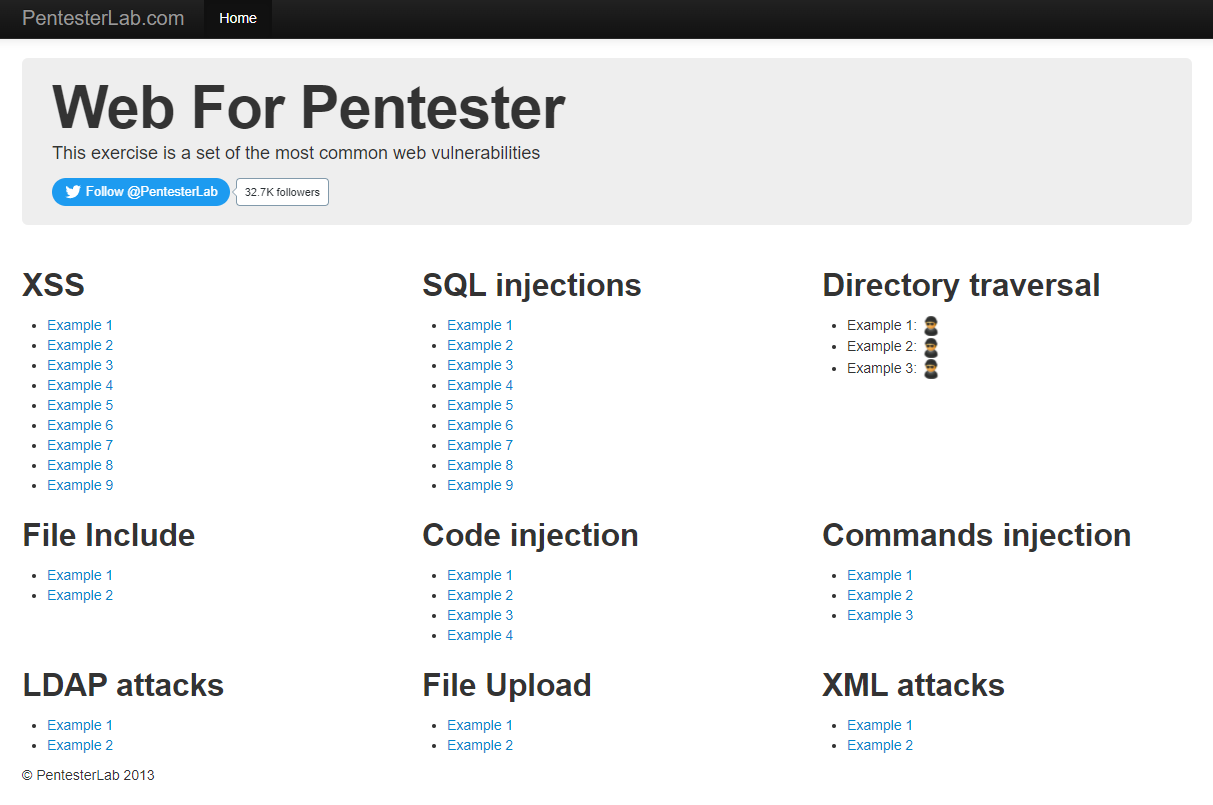 PentesterLab.com Home
Web For Pentester
This exercise is a set of the most common web vulnerabilities
Follow @PentesterLab 32.7K followers
XSS
Example 1
Example 2
Example 3
Example 4
Example 5
Example 6
Example 7
Example 8
Example 9
SQL injections
Example 1
Example 2
Example 3
Example 4
Example 5
Example 6
Example 7
Example 8
Example 9
Directory traversal
Example 1:
Example 2:
Example 3:
File Include
Example 1
Example 2
Code injection
Example 1
Example 2
Example 3
Example 4
Commands injection
Example 1
Example 2
Example 3
LDAP attacks
Example 1
Example 2
File Upload
Example 1
Example 2
XML attacks
Example 1
Example 2
© PentesterLab 2013